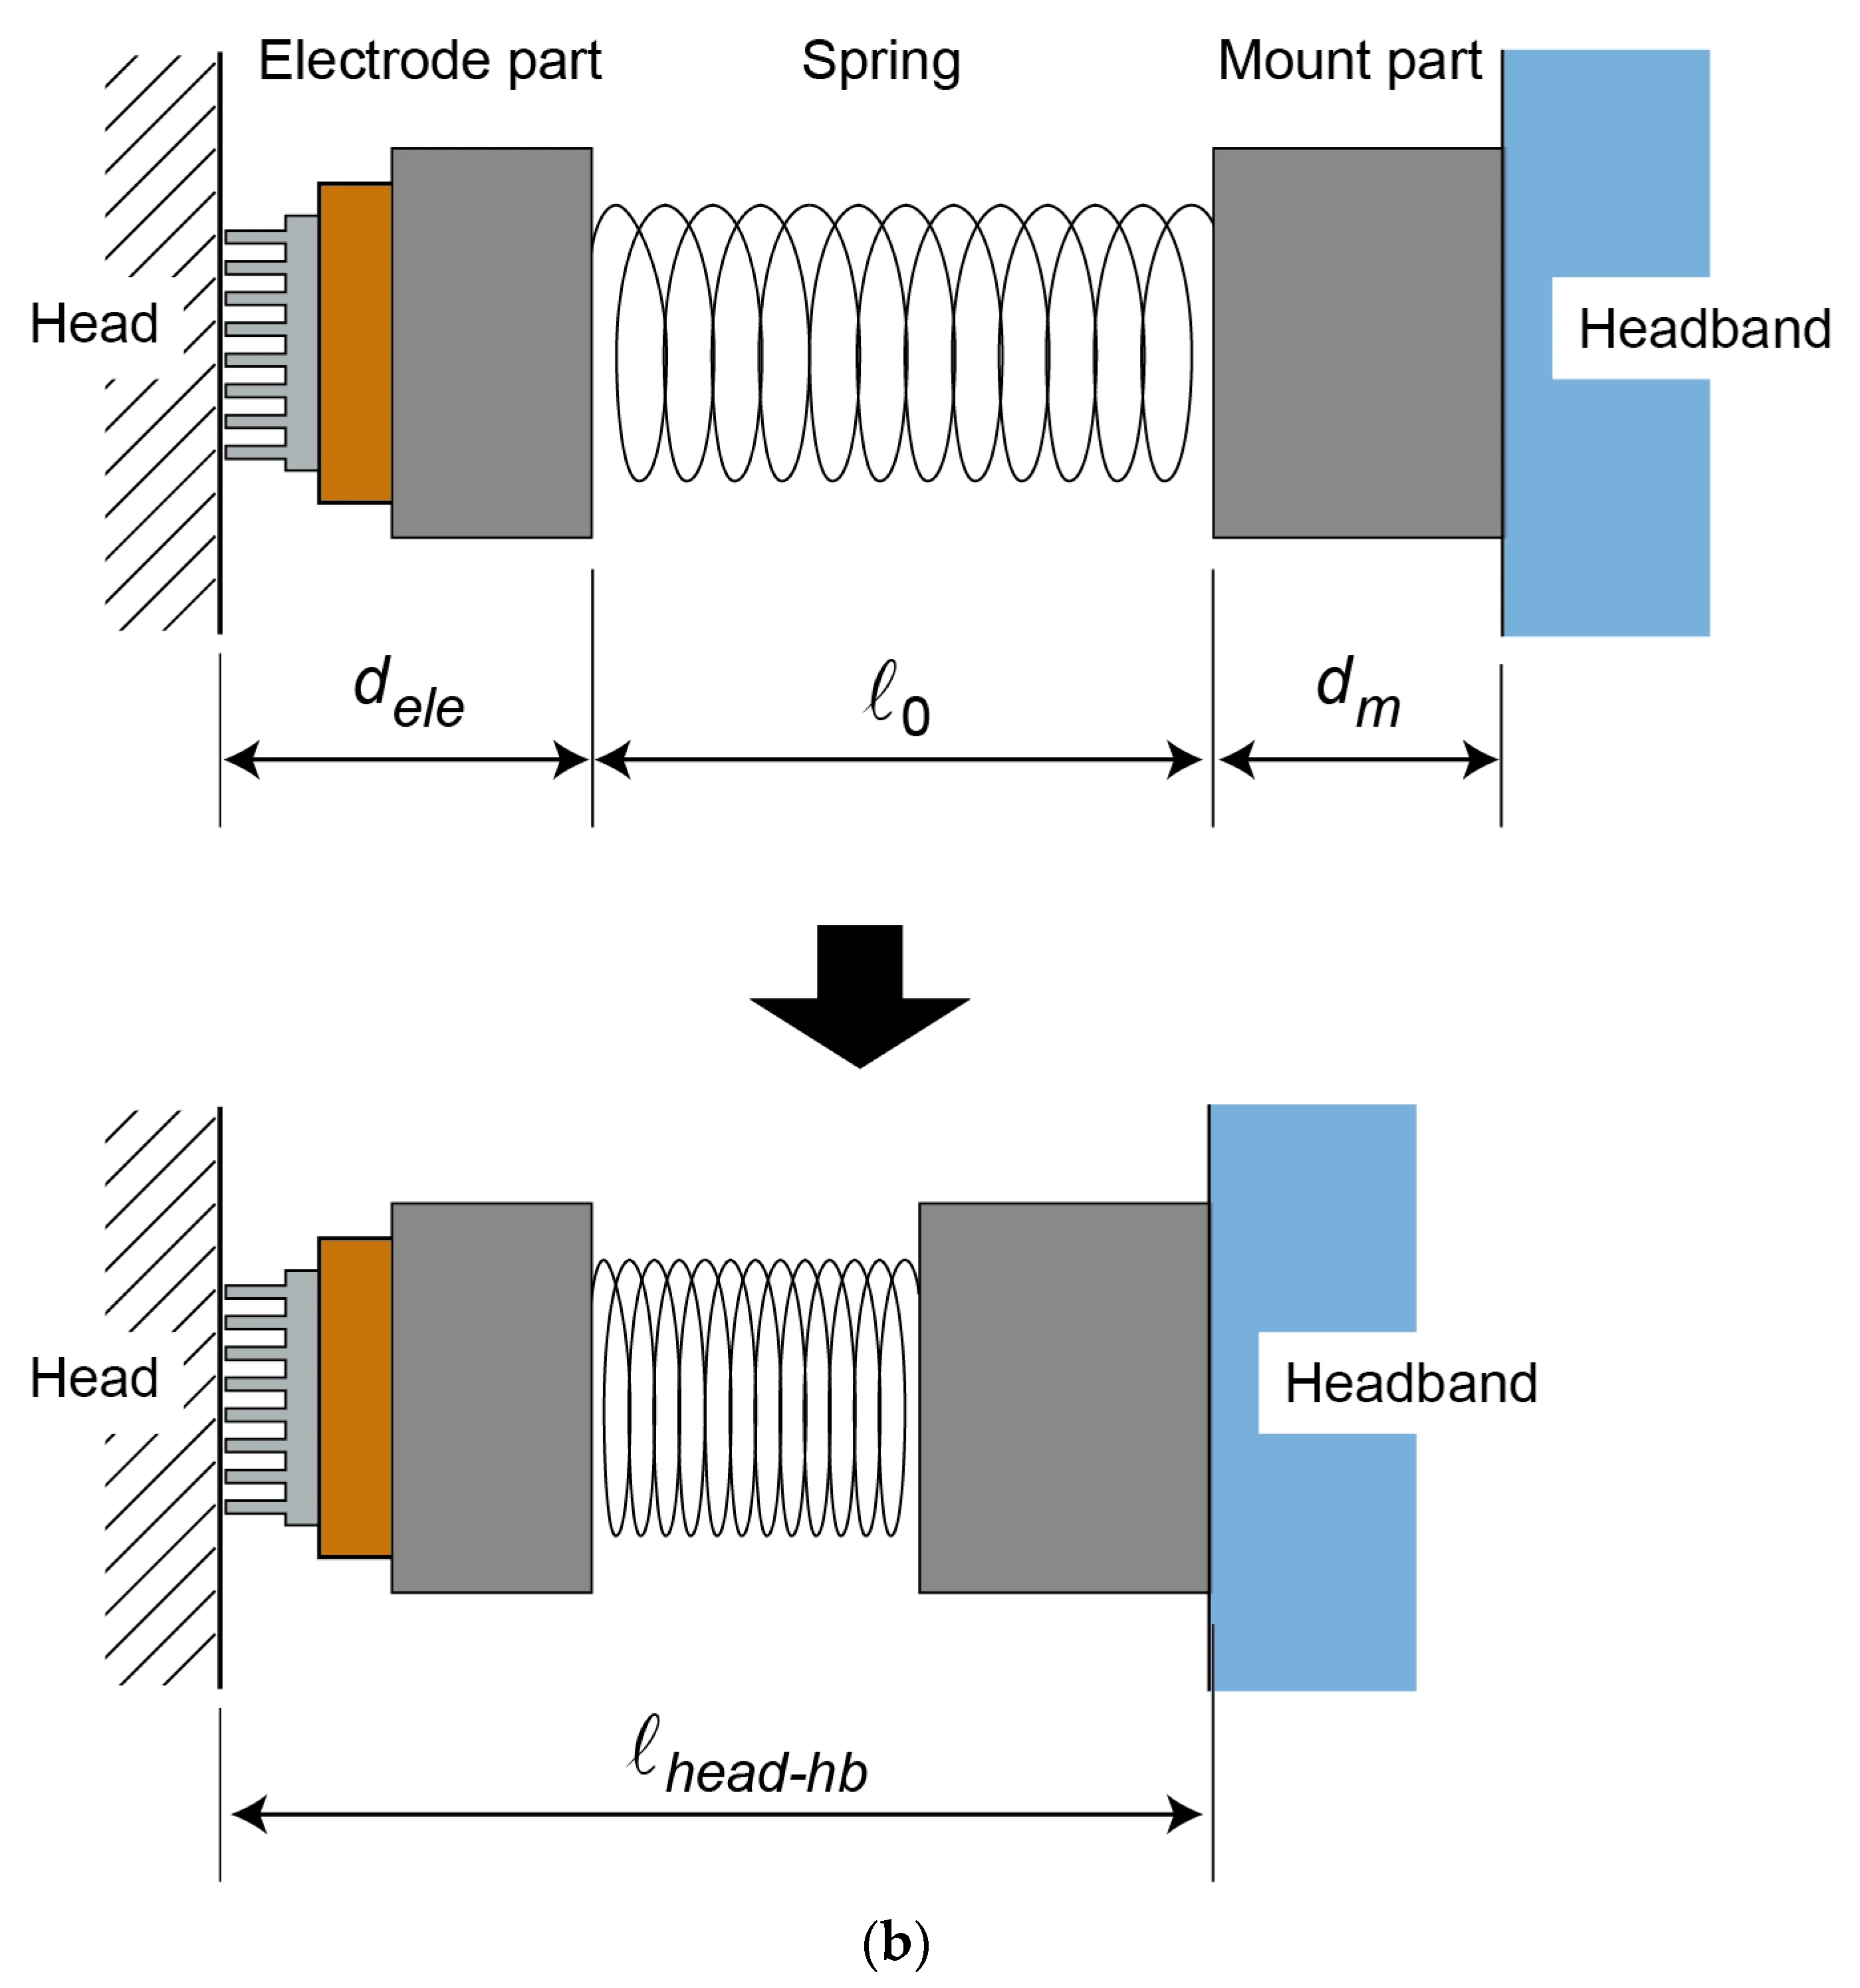 Electrode part Spring Mount part
Head Headband
dele ℓ0 dm
Head Headband
ℓhead-hb
(b)